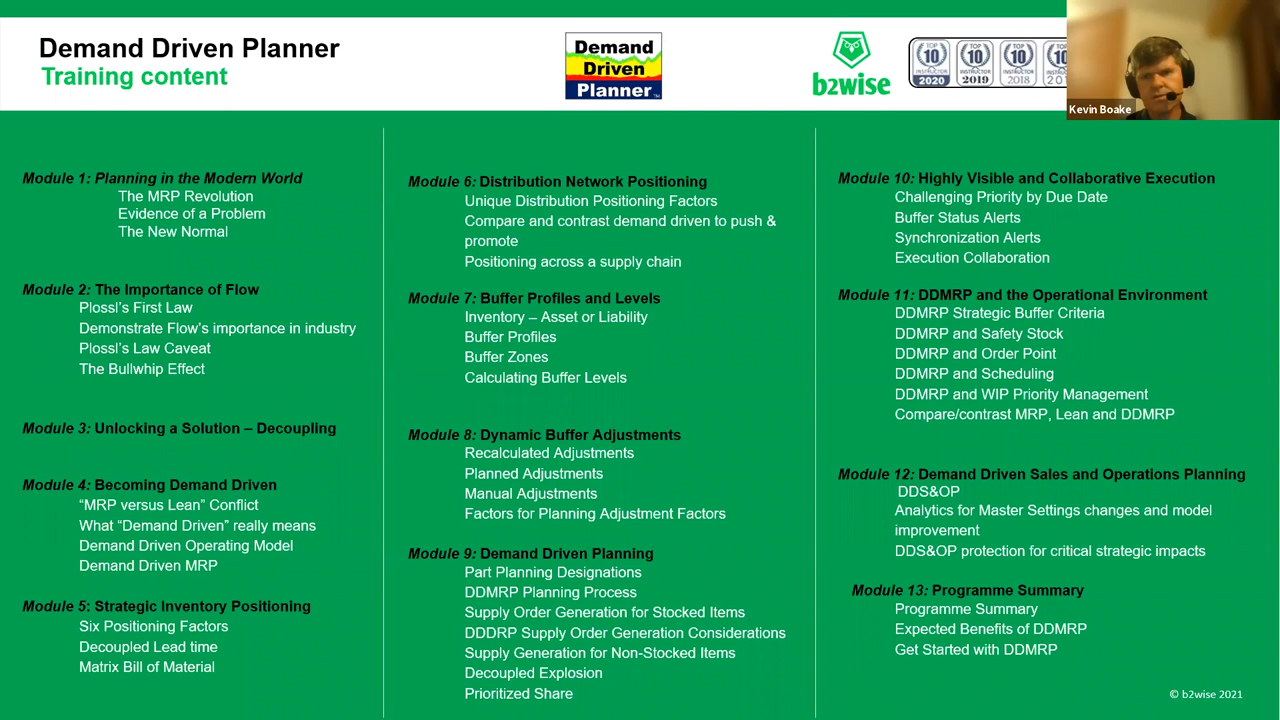 Demand Driven Planner
Training content
Demand
Driven
Planner
b2wise
TOP
10
INSTRUCTOR
2020
TOP
10
INSTRUCTOR
2019
TOP
10
INSTRUCTOR
2018
Kevin Boake
Module 1: Planning in the Modern World
The MRP Revolution
Evidence of a Problem
The New Normal
Module 2: The Importance of Flow
Plossl’s First Law
Demonstrate Flow’s importance in industry
Plossl’s Law Caveat
The Bullwhip Effect
Module 3: Unlocking a Solution – Decoupling
Module 4: Becoming Demand Driven
“MRP versus Lean” Conflict
What “Demand Driven” really means
Demand Driven Operating Model
Demand Driven MRP
Module 5: Strategic Inventory Positioning
Six Positioning Factors
Decoupled Lead time
Matrix Bill of Material
Module 6: Distribution Network Positioning
Unique Distribution Positioning Factors
Compare and contrast demand driven to push &
promote
Positioning across a supply chain
Module 7: Buffer Profiles and Levels
Inventory – Asset or Liability
Buffer Profiles
Buffer Zones
Calculating Buffer Levels
Module 8: Dynamic Buffer Adjustments
Recalculated Adjustments
Planned Adjustments
Manual Adjustments
Factors for Planning Adjustment Factors
Module 9: Demand Driven Planning
Part Planning Designations
DDMRP Planning Process
Supply Order Generation for Stocked Items
DDDRP Supply Order Generation Considerations
Supply Generation for Non-Stocked Items
Decoupled Explosion
Prioritized Share
Module 10: Highly Visible and Collaborative Execution
Challenging Priority by Due Date
Buffer Status Alerts
Synchronization Alerts
Execution Collaboration
Module 11: DDMRP and the Operational Environment
DDMRP Strategic Buffer Criteria
DDMRP and Safety Stock
DDMRP and Order Point
DDMRP and Scheduling
DDMRP and WIP Priority Management
Compare/contrast MRP, Lean and DDMRP
Module 12: Demand Driven Sales and Operations Planning
DDS&OP
Analytics for Master Settings changes and model
improvement
DDS&OP protection for critical strategic impacts
Module 13: Programme Summary
Programme Summary
Expected Benefits of DDMRP
Get Started with DDMRP
© b2wise 2021